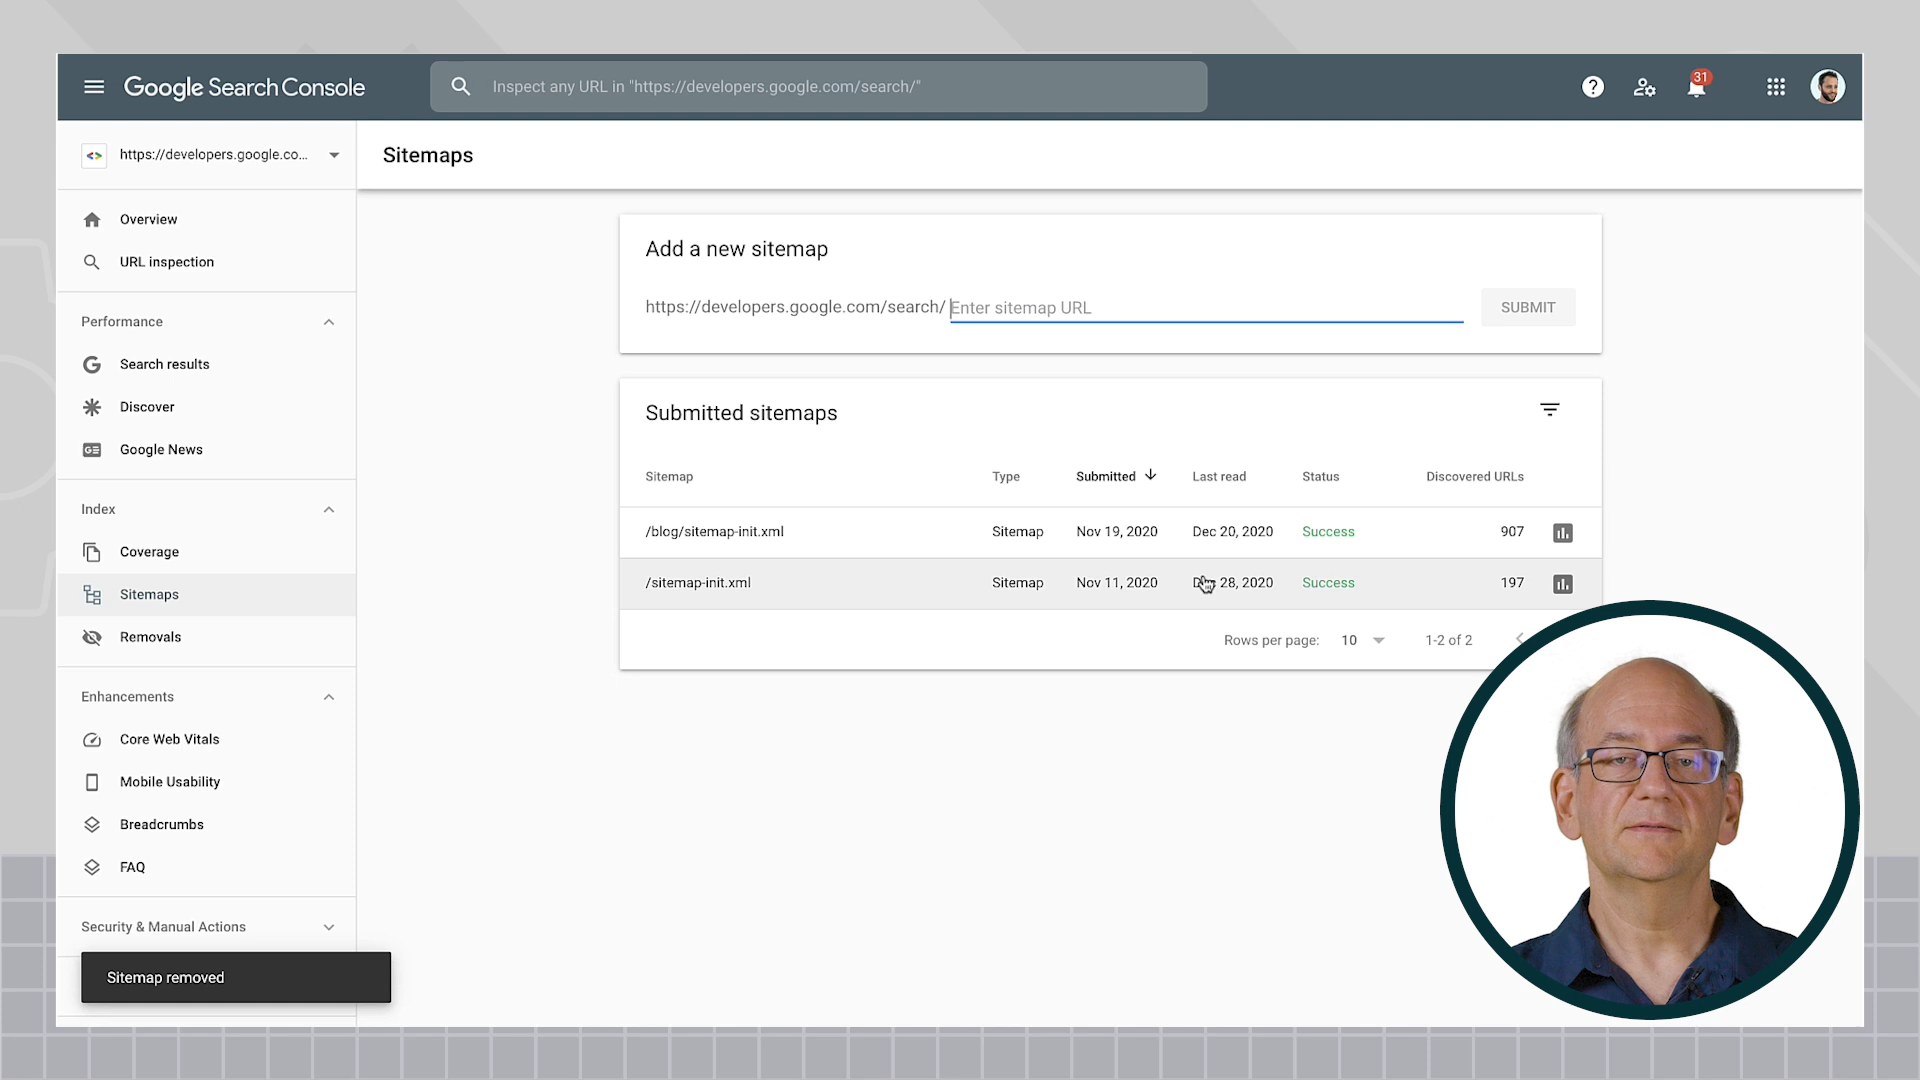 Google Search Console
Inspect any URL in "https://developers.google.com/search/"
31
https://developers.google.co...
Sitemaps
Overview
URL inspection
Performance
Search results
Discover
Google News
Index
Coverage
Sitemaps
Removals
Enhancements
Core Web Vitals
Mobile Usability
Breadcrumbs
FAQ
Security & Manual Actions
Sitemap removed
Add a new sitemap
https://developers.google.com/search/ Enter sitemap URL SUBMIT
Submitted sitemaps
Sitemap Type Submitted Last read Status Discovered URLs
/blog/sitemap-init.xml Sitemap Nov 19, 2020 Dec 20, 2020 Success 907
/sitemap-init.xml Sitemap Nov 11, 2020 28, 2020 Success 197
Rows per page: 10 1-2 of 2